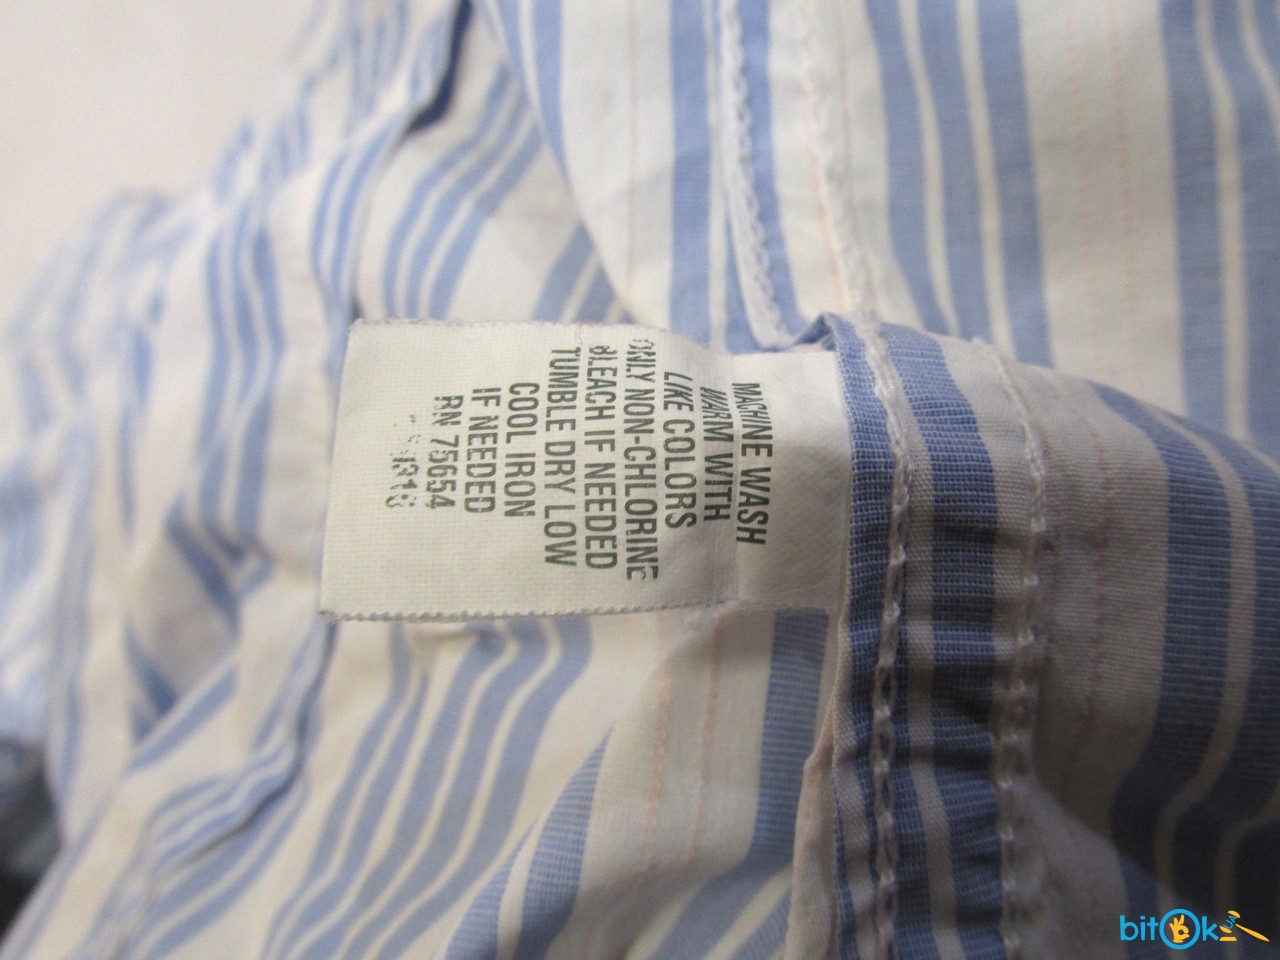 MACHINE WASH
WARM WITH
LIKE COLORS
ONLY NON-CHLORINE
BLEACH IF NEEDED
TUMBLE DRY LOW
COOL IRON
IF NEEDED
RN 75654
bitOk